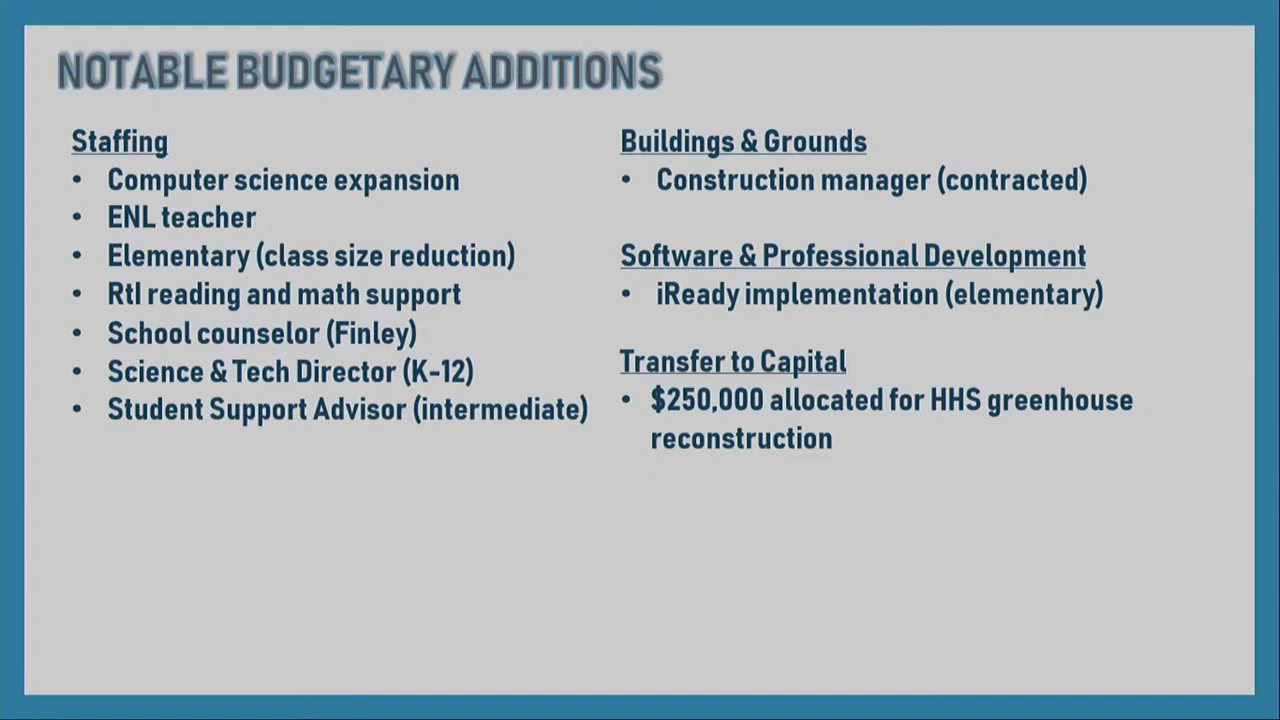 NOTABLE BUDGETARY ADDITIONS
Staffing
• Computer science expansion
• ENL teacher
• Elementary (class size reduction)
• RtI reading and math support
• School counselor (Finley)
• Science & Tech Director (K-12)
• Student Support Advisor (intermediate)
Buildings & Grounds
• Construction manager (contracted)
Software & Professional Development
• iReady implementation (elementary)
Transfer to Capital
• $250,000 allocated for HHS greenhouse
reconstruction